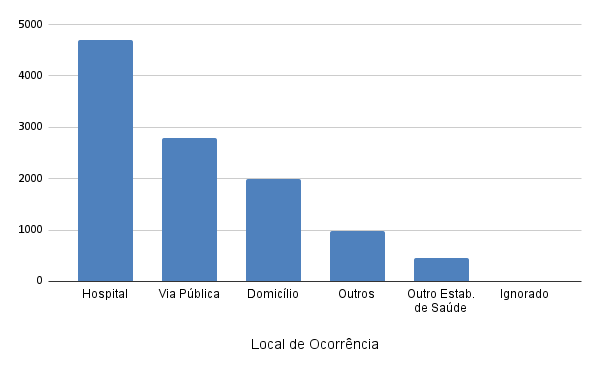 5000
4000
3000
2000
1000
0
Hospital
Via Pública
Domicílio
Outros
Outro Estab.
de Saúde
Ignorado
Local de Ocorrência